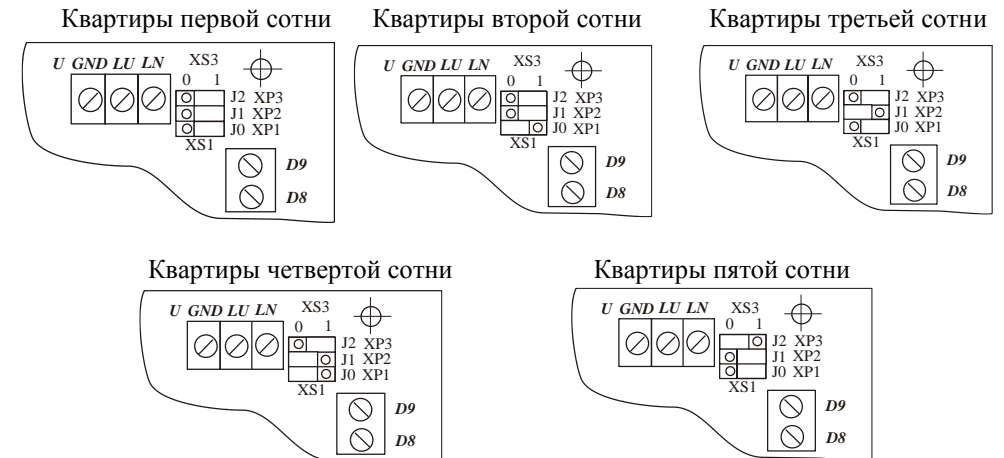 Квартиры первой сотни
U GND LU LN XS3
0 1
J2 XP3
J1 XP2
J0 XP1
XS1
D9
D8
Квартиры второй сотни
U GND LU LN XS3
0 1
J2 XP3
J1 XP2
J0 XP1
XS1
D9
D8
Квартиры третьей сотни
U GND LU LN XS3
0 1
J2 XP3
J1 XP2
J0 XP1
XS1
D9
D8
Квартиры четвертой сотни
U GND LU LN XS3
0 1
J2 XP3
J1 XP2
J0 XP1
XS1
D9
D8
Квартиры пятой сотни
U GND LU LN XS3
0 1
J2 XP3
J1 XP2
J0 XP1
XS1
D9
D8